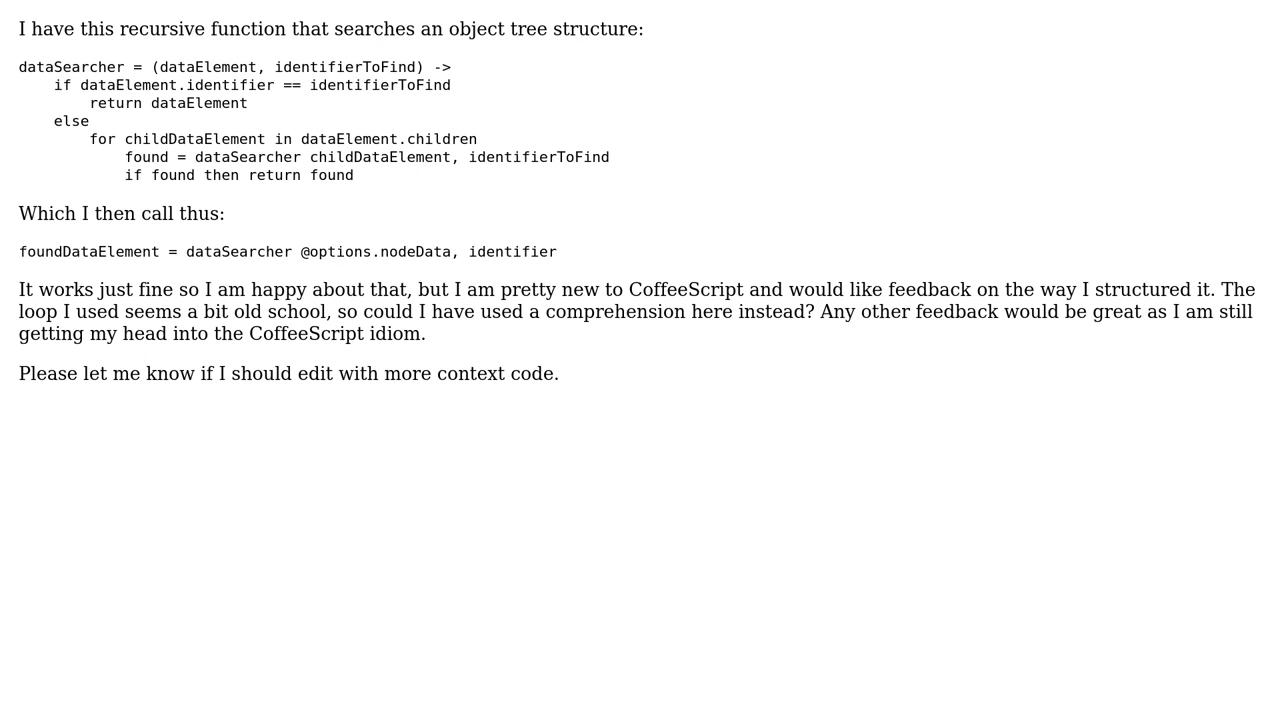 I have this recursive function that searches an object tree structure:
dataSearcher = (dataElement, identifierToFind) ->
    if dataElement.identifier == identifierToFind
        return dataElement
    else
        for childDataElement in dataElement.children
            found = dataSearcher childDataElement, identifierToFind
            if found then return found
Which I then call thus:
foundDataElement = dataSearcher @options.nodeData, identifier
It works just fine so I am happy about that, but I am pretty new to CoffeeScript and would like feedback on the way I structured it. The
loop I used seems a bit old school, so could I have used a comprehension here instead? Any other feedback would be great as I am still
getting my head into the CoffeeScript idiom.
Please let me know if I should edit with more context code.